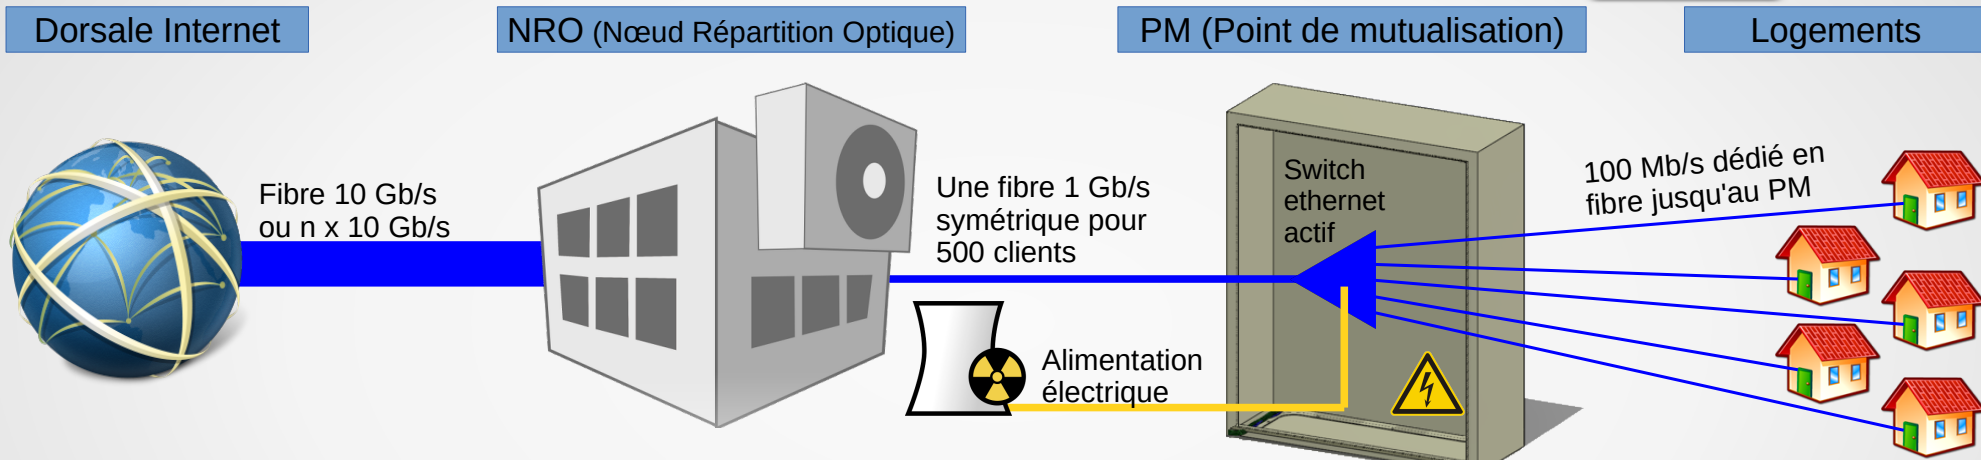 Dorsale Internet
NRO (Nœud Répartition Optique)
PM (Point de mutualisation)
Logements
Fibre 10 Gb/s
ou n x 10 Gb/s
Une fibre 1 Gb/s
symétrique pour
500 clients
Switch
ethernet
actif
100 Mb/s dédié en
fibre jusqu'au PM
Alimentation
électrique